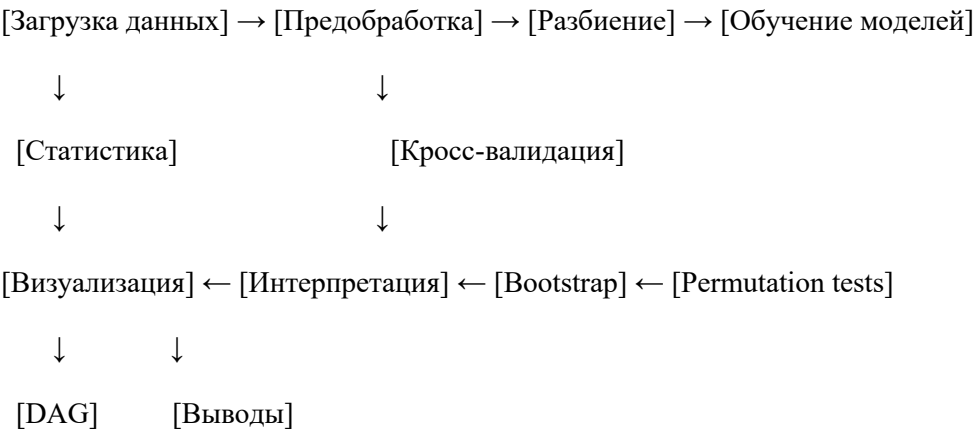 [Загрузка данных] → [Предобработка] → [Разбиение] → [Обучение моделей]
↓ ↓
[Статистика] [Кросс-валидация]
↓ ↓
[Визуализация] ← [Интерпретация] ← [Bootstrap] ← [Permutation tests]
↓ ↓
[DAG] [Выводы]